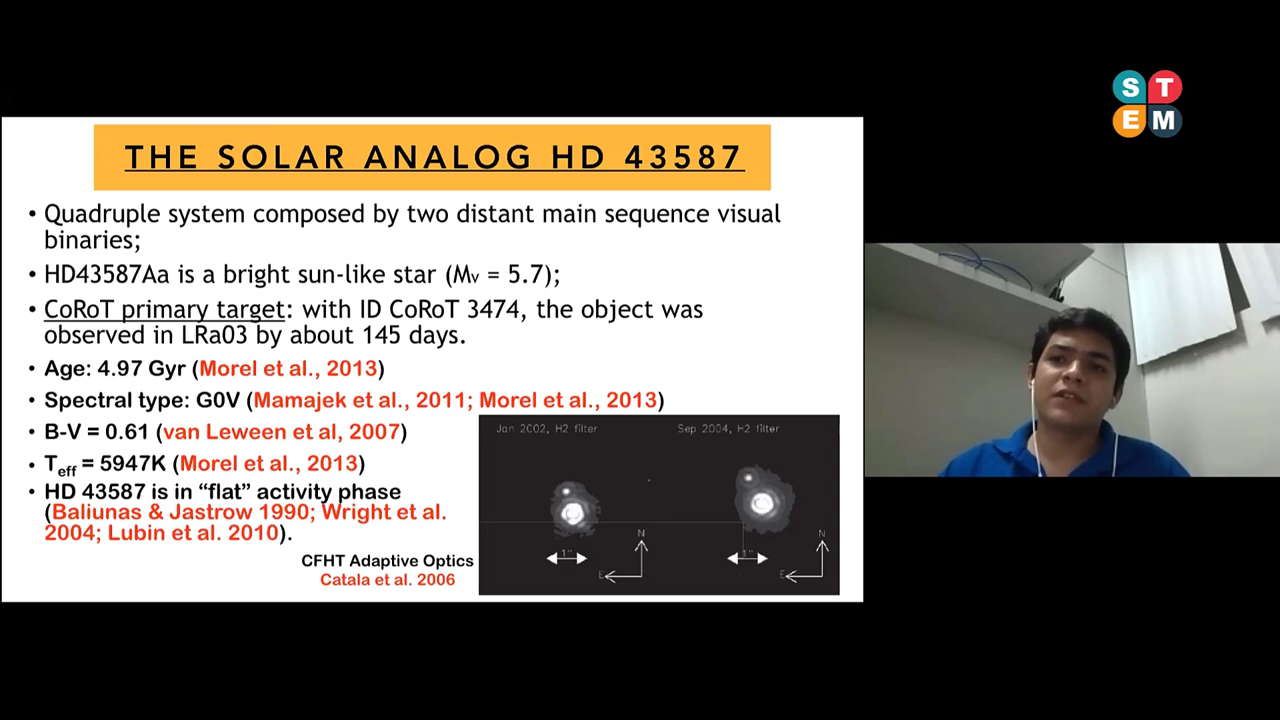 STEM
THE SOLAR ANALOG HD 43587
• Quadruple system composed by two distant main sequence visual
binaries;
• HD43587Aa is a bright sun-like star (Mv = 5.7);
• CoRoT primary target: with ID CoRoT 3474, the object was
observed in LRa03 by about 145 days.
• Age: 4.97 Gyr (Morel et al., 2013)
• Spectral type: G0V (Mamajek et al., 2011; Morel et al., 2013)
• B-V = 0.61 (van Leween et al, 2007)
• Teff = 5947K (Morel et al., 2013)
• HD 43587 is in “flat” activity phase
(Baliunas & Jastrow 1990; Wright et al.
2004; Lubin et al. 2010).
CFHT Adaptive Optics
Catala et al. 2006
Jan 2002, H2 filter
Sep 2004, H2 filter
N
N
1"
1"
E
E